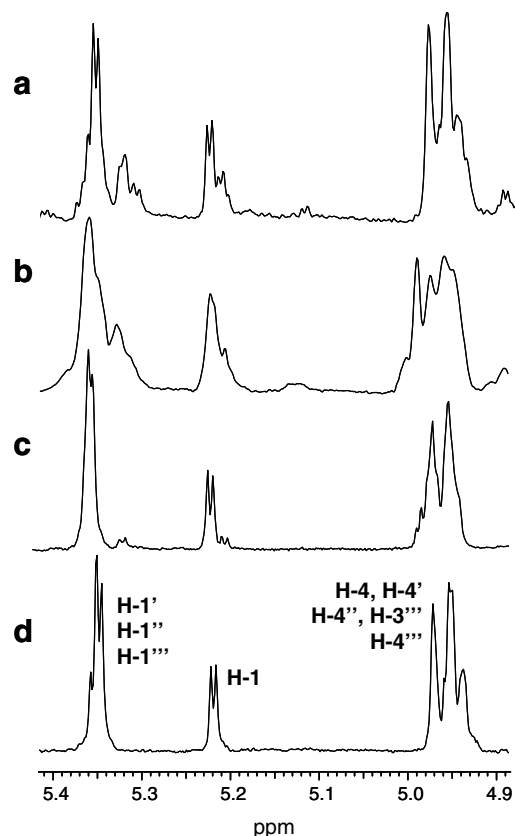 a
b
c
d
H-1’
H-1’’
H-1’’’
H-1
H-4, H-4’
H-4’’, H-3’’’
H-4’’’
5.4 5.3 5.2 5.1 5.0 4.9
ppm